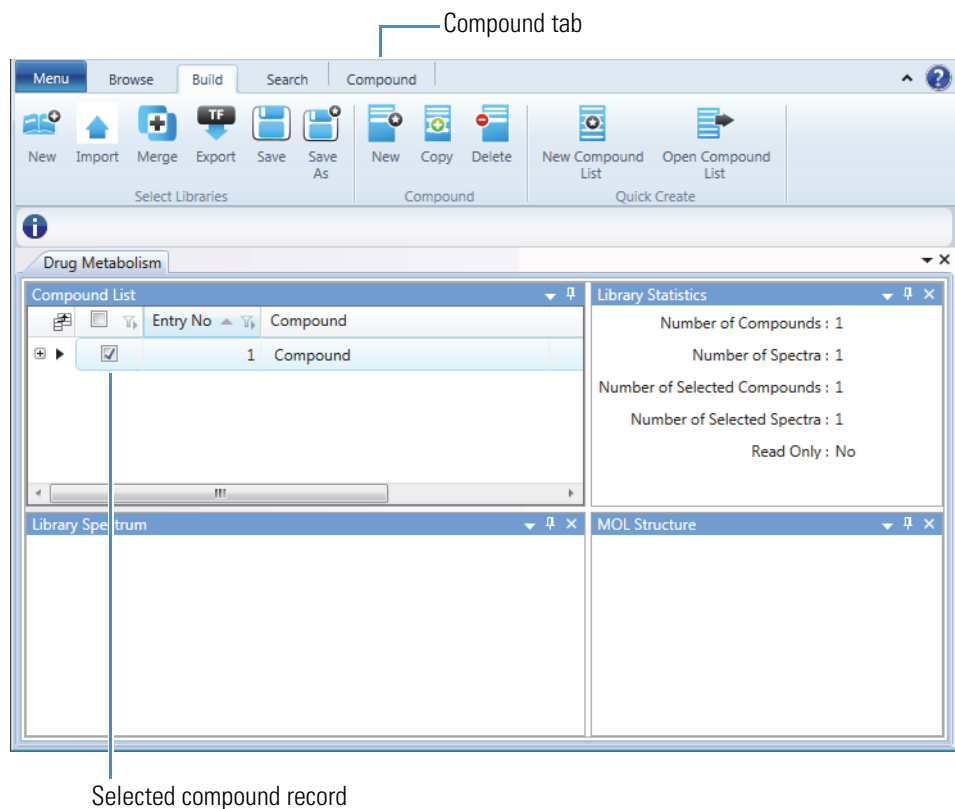 Compound tab
Menu Browse Build Search Compound
TF
New Import Merge Export Save Save As New Copy Delete New Compound List Open Compound List
Select Libraries Compound Quick Create
Drug Metabolism
Compound List
Entry No Compound
1 Compound
Library Statistics
Number of Compounds : 1
Number of Spectra : 1
Number of Selected Compounds : 1
Number of Selected Spectra : 1
Read Only : No
Library Spectrum
MOL Structure
Selected compound record